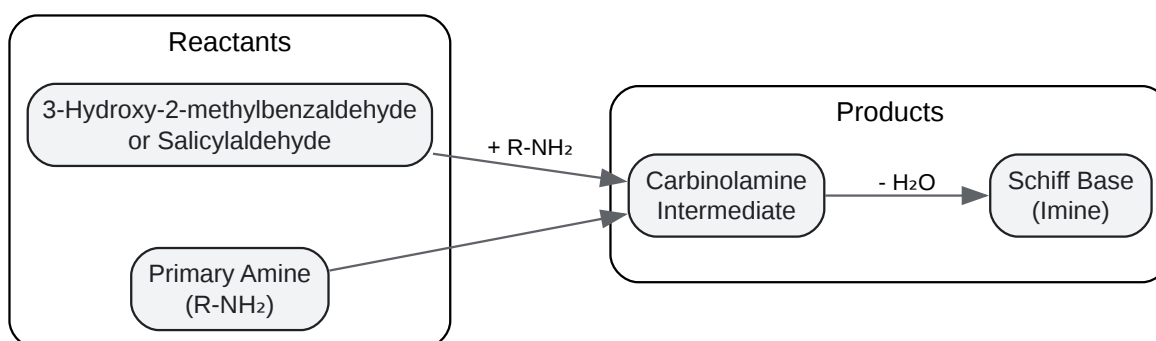 Reactants
3-Hydroxy-2-methylbenzaldehyde
or Salicylaldehyde
Primary Amine
(R-NH₂)
+ R-NH₂
Products
Carbinolamine
Intermediate
- H₂O
Schiff Base
(Imine)